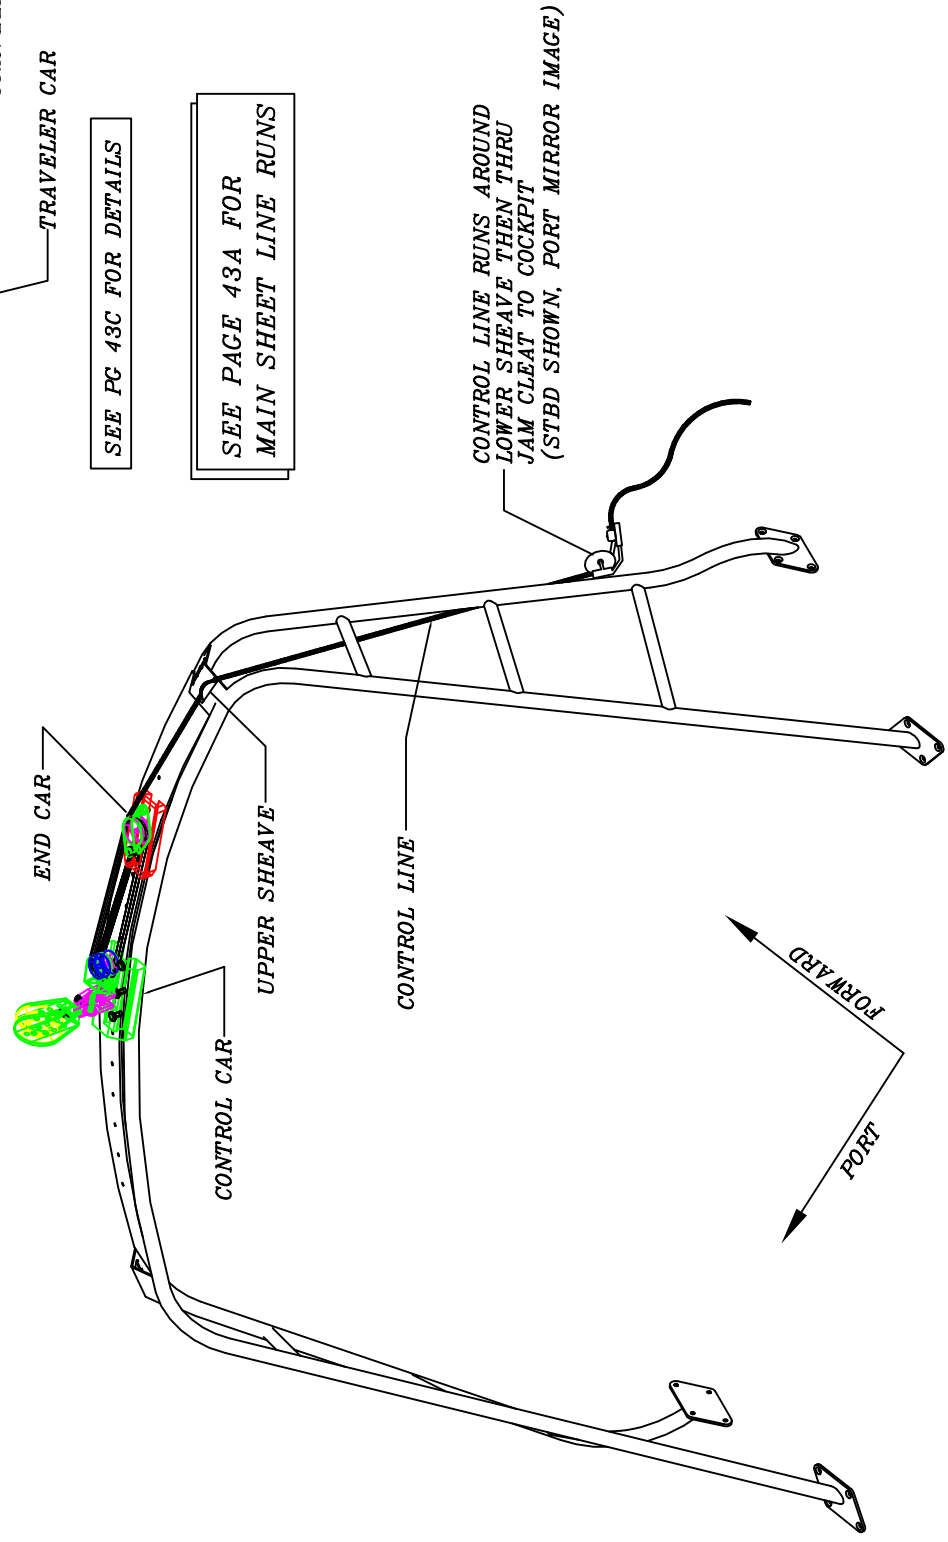 TRAVELER CAR
SEE PG 43C FOR DETAILS
SEE PAGE 43A FOR
MAIN SHEET LINE RUNS
END CAR
UPPER SHEAVE
CONTROL LINE
CONTROL CAR
CONTROL LINE RUNS AROUND
LOWER SHEAVE THEN THRU
JAM CLEAT TO COCKPIT
(STBD SHOWN, PORT MIRROR IMAGE)
FORWARD
PORT